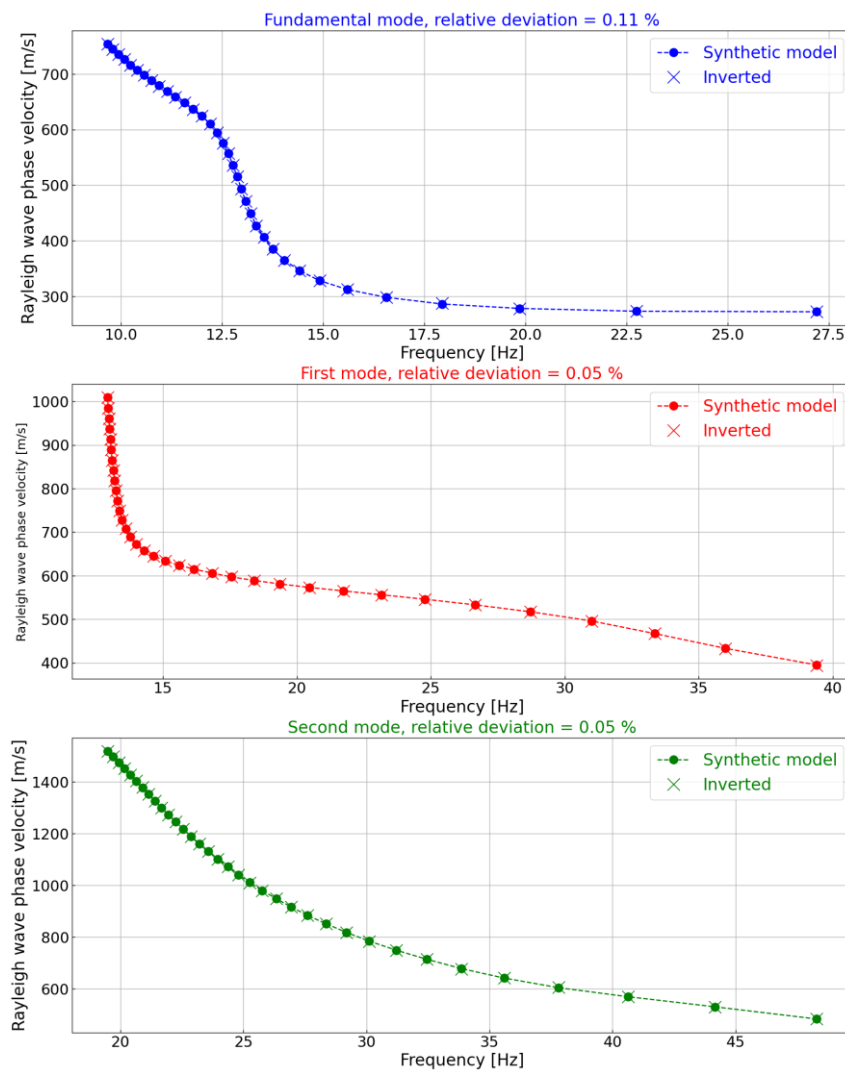 Fundamental mode, relative deviation = 0.11 %
Rayleigh wave phase velocity [m/s]
700
600
500
400
300
Synthetic model
Inverted
10.0 12.5 15.0 17.5 20.0 22.5 25.0 27.5
Frequency [Hz]
First mode, relative deviation = 0.05 %
Rayleigh wave phase velocity [m/s]
1000
900
800
700
600
500
400
Synthetic model
Inverted
15 20 25 30 35 40
Frequency [Hz]
Second mode, relative deviation = 0.05 %
Rayleigh wave phase velocity [m/s]
1400
1200
1000
800
600
Synthetic model
Inverted
20 25 30 35 40 45
Frequency [Hz]